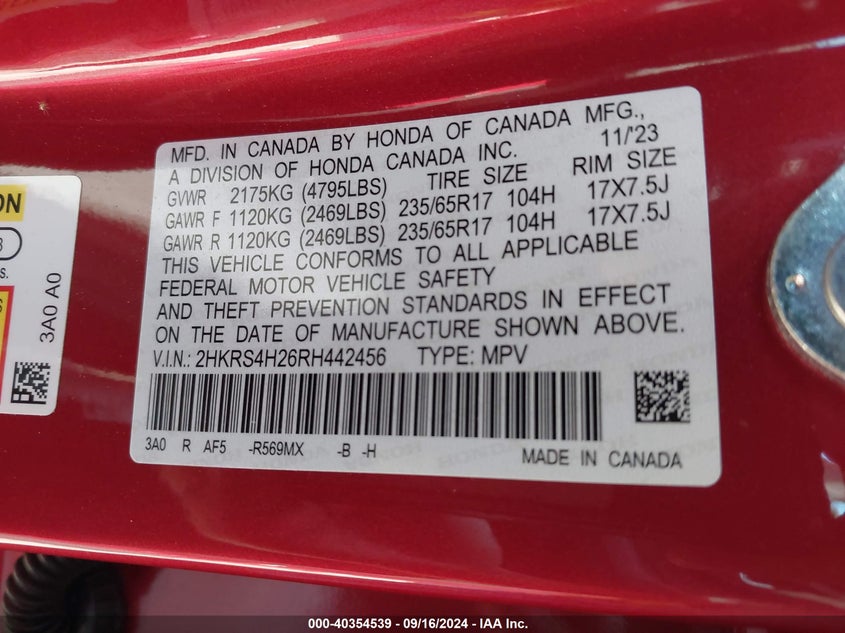 MFD. IN CANADA BY HONDA OF CANADA MFG.,
A DIVISION OF HONDA CANADA INC. 11/'23
GVWR 2175KG (4795LBS) TIRE SIZE RIM SIZE
GAWR F 1120KG (2469LBS) 235/65R17 104H 17X7.5J
GAWR R 1120KG (2469LBS) 235/65R17 104H 17X7.5J
THIS VEHICLE CONFORMS TO ALL APPLICABLE
FEDERAL MOTOR VEHICLE SAFETY
AND THEFT PREVENTION STANDARDS IN EFFECT
ON THE DATE OF MANUFACTURE SHOWN ABOVE.
V.I.N.: 2HKRS4H26RH442456 TYPE: MPV
3A0 R AF5 -R569MX -B -H
MADE IN CANADA
ON
3
s.
S
3A0 A0
000-40354539 - 09/16/2024 - IAA Inc.